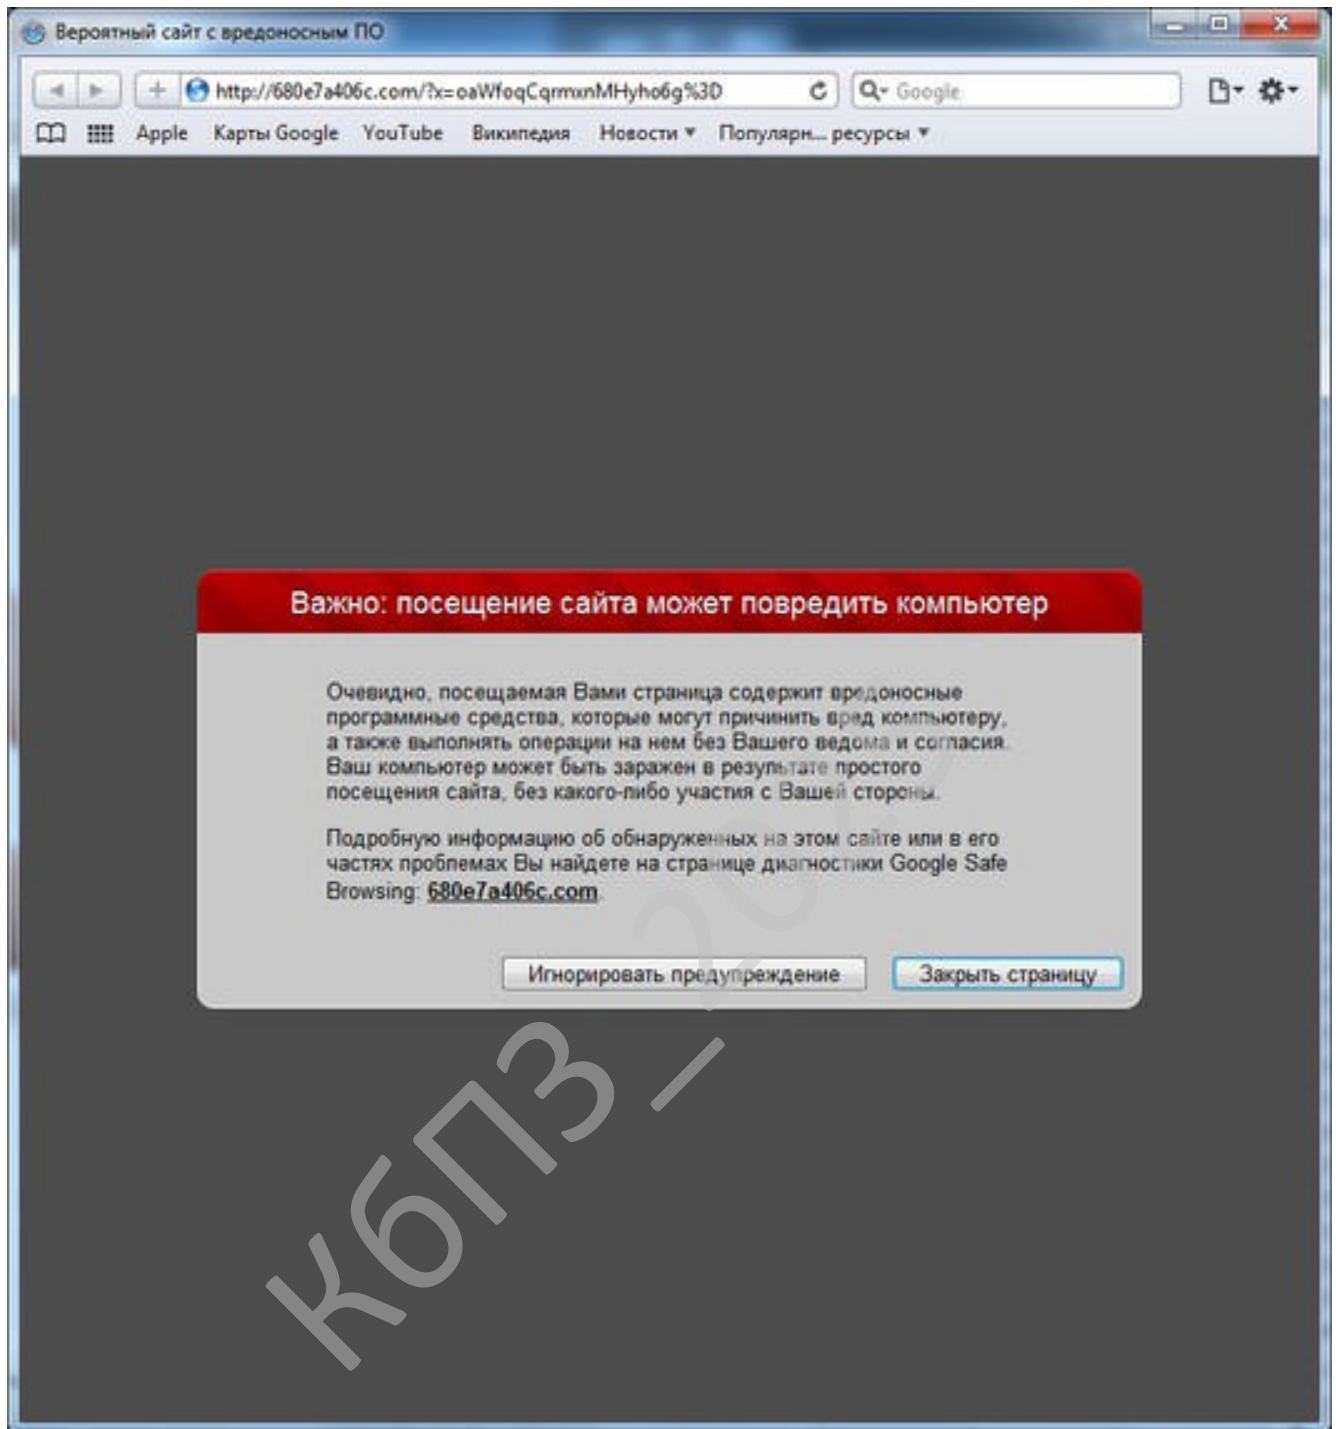 Вероятный сайт с вредоносным ПО
http://680e7a406c.com/?x=oaWfoqCqrmxnMHyho6g%3D
Google
Apple Карты Google YouTube Википедия Новости Популярн... ресурсы
Важно: посещение сайта может повредить компьютер
Очевидно, посещаемая Вами страница содержит вредоносные
программные средства, которые могут причинить вред компьютеру,
а также выполнять операции на нем без Вашего ведома и согласия.
Ваш компьютер может быть заражен в результате простого
посещения сайта, без какого-либо участия с Вашей стороны.
Подробную информацию об обнаруженных на этом сайте или в его
частях проблемах Вы найдете на странице диагностики Google Safe
Browsing: 680e7a406c.com.
Игнорировать предупреждение Закрыть страницу